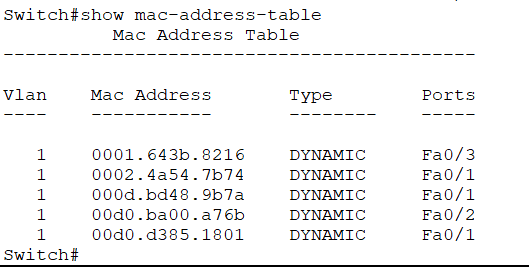 Switch#show mac-address-table
Mac Address Table
-------------------------------------------
Vlan Mac Address Type Ports
---- ----------- -------- -----
1 0001.643b.8216 DYNAMIC Fa0/3
1 0002.4a54.7b74 DYNAMIC Fa0/1
1 000d.bd48.9b7a DYNAMIC Fa0/1
1 00d0.ba00.a76b DYNAMIC Fa0/2
1 00d0.d385.1801 DYNAMIC Fa0/1
Switch#